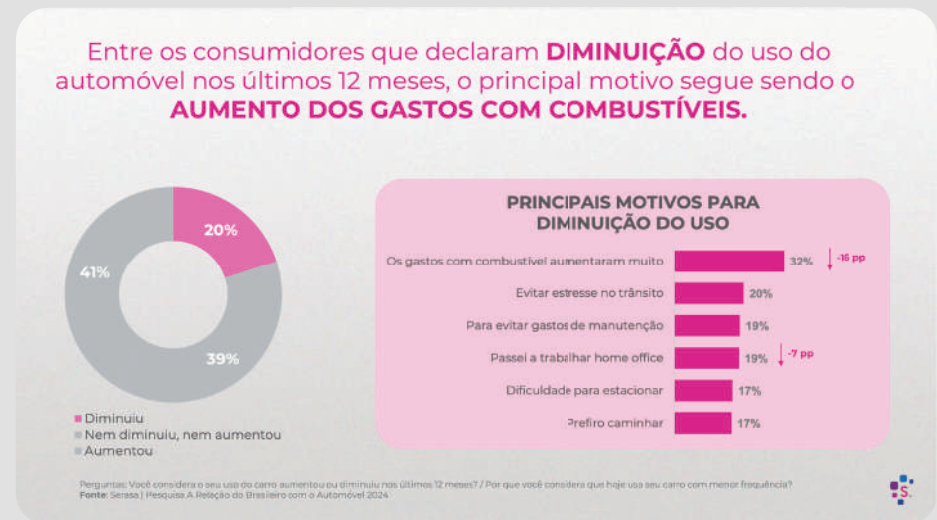 Entre os consumidores que declaram DIMINUIÇÃO do uso do
automóvel nos últimos 12 meses, o principal motivo segue sendo o
AUMENTO DOS GASTOS COM COMBUSTÍVEIS.
20%
41%
39%
Diminuiu
Nem diminuiu, nem aumentou
Aumentou
PRINCIPAIS MOTIVOS PARA
DIMINUIÇÃO DO USO
Os gastos com combustível aumentaram muito 32% -16 pp
Evitar estresse no trânsito 20%
Para evitar gastos de manutenção 19%
Passei a trabalhar home office 19% -7 pp
Dificuldade para estacionar 17%
Prefiro caminhar 17%
Perguntas: Você considera o seu uso do carro aumentou ou diminuiu nos últimos 12 meses? / Por que você considera que hoje usa seu carro com menor frequência?
Fonte: Serasa | Pesquisa A Relação do Brasileiro com o Automóvel 2024
S.